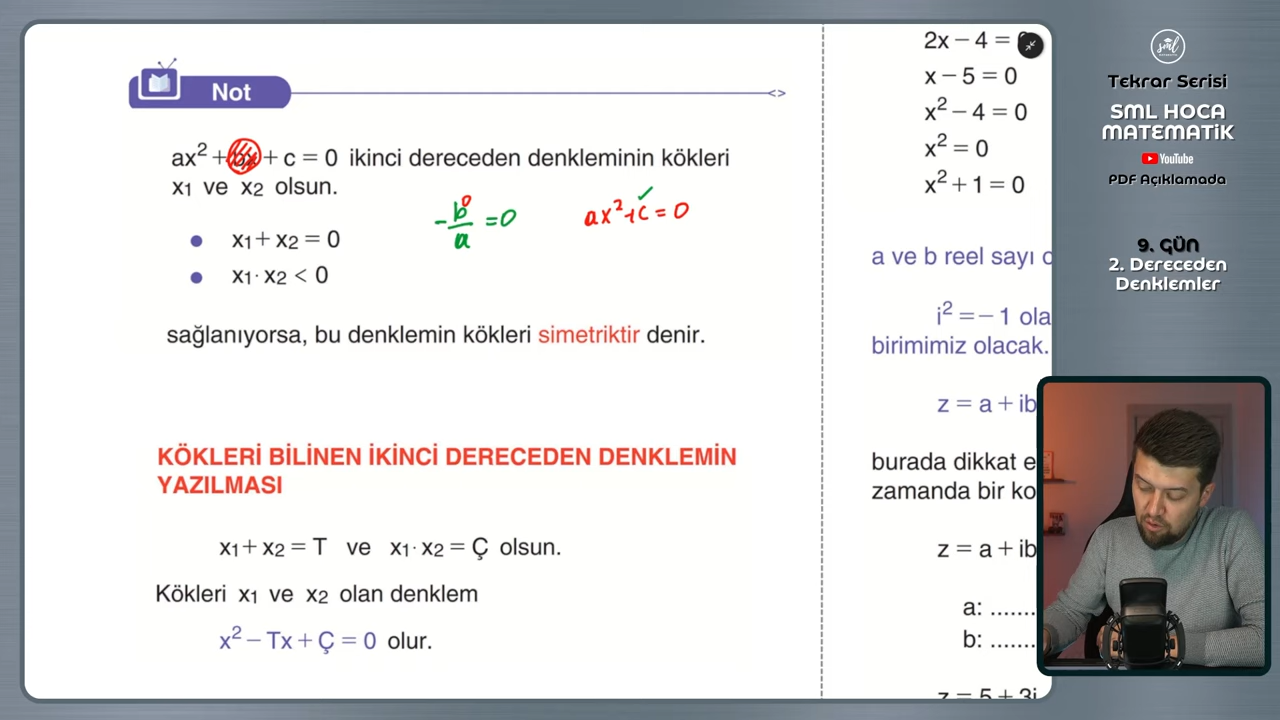 Not
<>
ax² + bx + c = 0 ikinci dereceden denkleminin kökleri
x1 ve x2 olsun.
-b⁰/a = 0
ax² + c = 0
• x1 + x2 = 0
• x1 · x2 < 0
sağlanıyorsa, bu denklemin kökleri simetriktir denir.
KÖKLERİ BİLİNEN İKİNCİ DERECEDEN DENKLEMİN
YAZILMASI
x1 + x2 = T ve x1 · x2 = Ç olsun.
Kökleri x1 ve x2 olan denklem
x² − Tx + Ç = 0 olur.
2x − 4 =
x − 5 = 0
x² − 4 = 0
x² = 0
x² + 1 = 0
a ve b reel sayı
i² = − 1 ola
birimimiz olacak.
z = a + ib
burada dikkat e
zamanda bir ko
z = a + ib
a: .......
b: .......
z = 5 + 3i
sml
Tekrar Serisi
SML HOCA
MATEMATİK
YouTube
PDF Açıklamada
9. GÜN
2. Dereceden
Denklemler